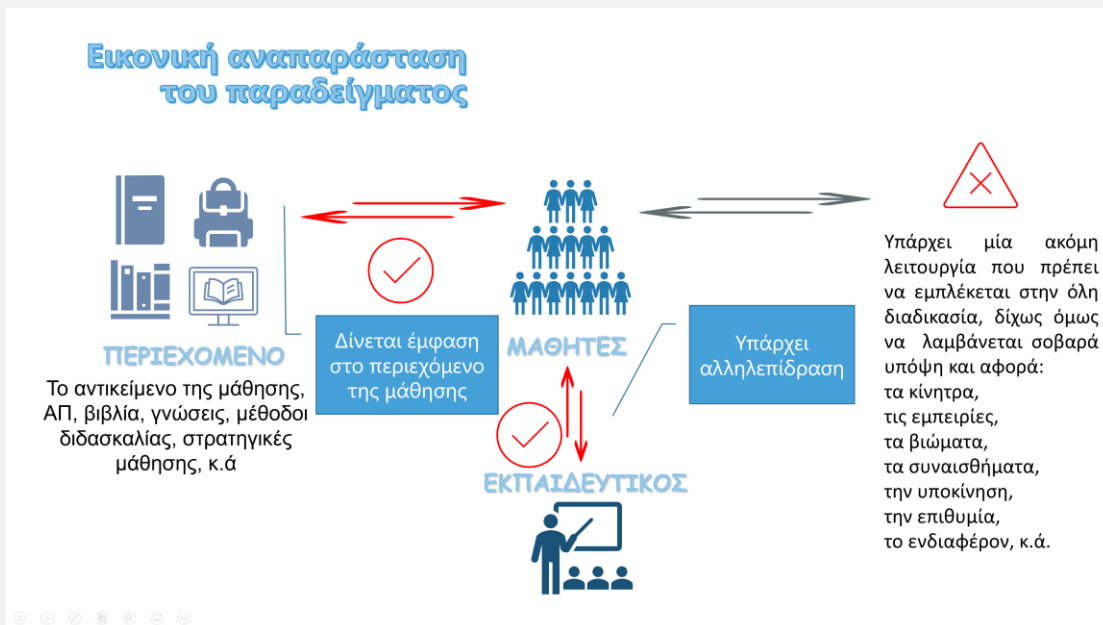 Εικονική αναπαράσταση
του παραδείγματος
ΠΕΡΙΕΧΟΜΕΝΟ
Το αντικείμενο της μάθησης,
ΑΠ, βιβλία, γνώσεις, μέθοδοι
διδασκαλίας, στρατηγικές
μάθησης, κ.ά
Δίνεται έμφαση
στο περιεχόμενο
της μάθησης
ΜΑΘΗΤΕΣ
ΕΚΠΑΙΔΕΥΤΙΚΟΣ
Υπάρχει
αλληλεπίδραση
Υπάρχει μία ακόμη
λειτουργία που πρέπει
να εμπλέκεται στην όλη
διαδικασία, δίχως όμως
να λαμβάνεται σοβαρά
υπόψη και αφορά:
τα κίνητρα,
τις εμπειρίες,
τα βιώματα,
τα συναισθήματα,
την υποκίνηση,
την επιθυμία,
το ενδιαφέρον, κ.ά.